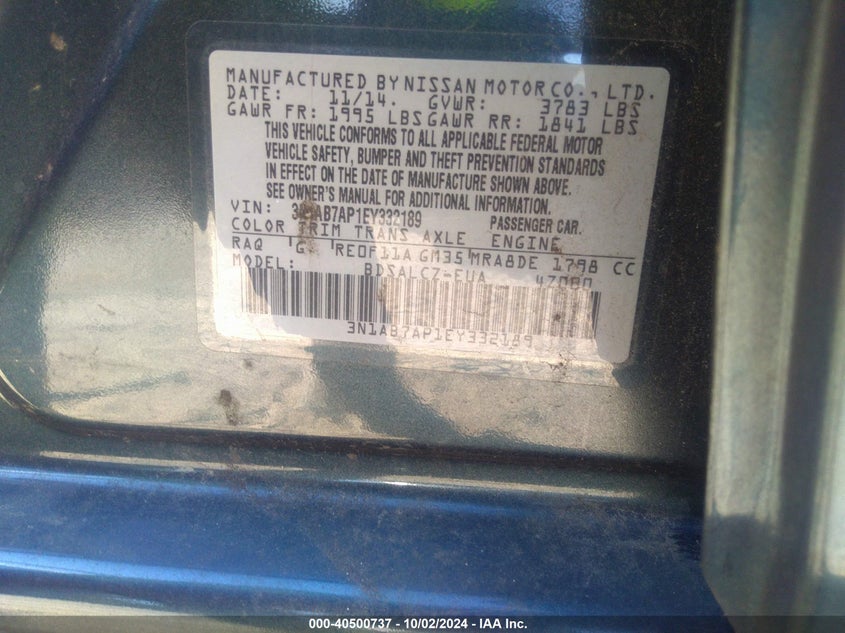 MANUFACTURED BY NISSAN MOTOR CO., LTD.
DATE: 11/14. GVWR: 3783 LBS
GAWR FR: 1995 LBS GAWR RR: 1841 LBS
THIS VEHICLE CONFORMS TO ALL APPLICABLE FEDERAL MOTOR
VEHICLE SAFETY, BUMPER AND THEFT PREVENTION STANDARDS
IN EFFECT ON THE DATE OF MANUFACTURE SHOWN ABOVE.
SEE OWNER'S MANUAL FOR ADDITIONAL INFORMATION.
VIN: 3N1AB7AP1EY332189 PASSENGER CAR.
COLOR TRIM TRANS AXLE ENGINE
RAQ G RE0F11A GM35 MRA8DE 1798 CC
MODEL: BDSALCZ-EUA
3N1AB7AP1EY332189
000-40500737 - 10/02/2024 - IAA Inc.